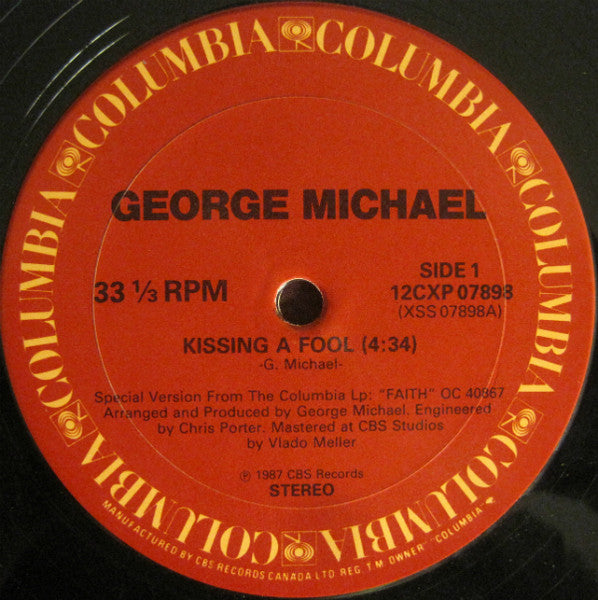 COLUMBIA COLUMBIA COLUMBIA COLUMBIA COLUMBIA COLUMBIA COLUMBIA COLUMBIA
GEORGE MICHAEL
33 1/3 RPM
SIDE 1
12CXP 07898
(XSS 07898A)
KISSING A FOOL (4:34)
-G. Michael-
Special Version From The Columbia Lp: "FAITH" OC 40867
Arranged and Produced by George Michael. Engineered
by Chris Porter. Mastered at CBS Studios
by Vlado Meller
℗ 1987 CBS Records
STEREO
MANUFACTURED BY CBS RECORDS CANADA LTD REG. T.M. OWNER "COLUMBIA"